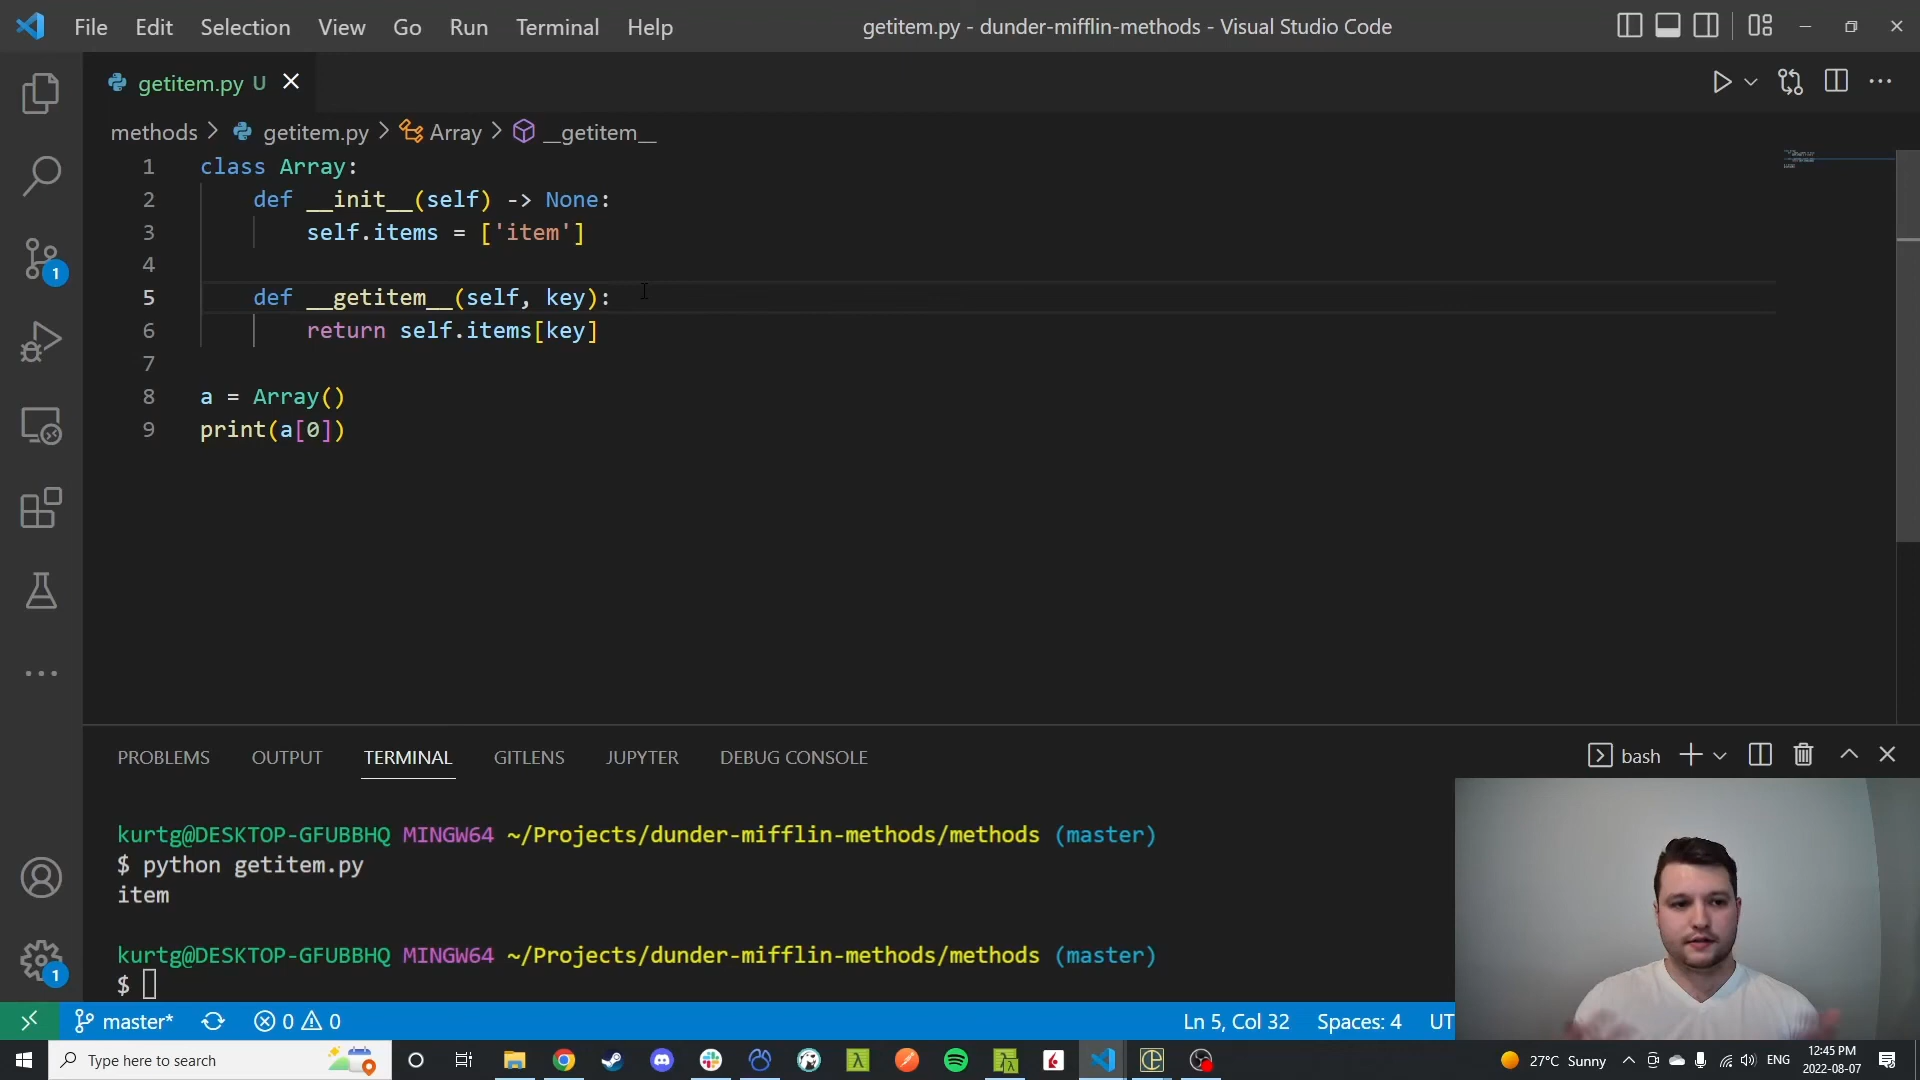 File Edit Selection View Go Run Terminal Help getitem.py - dunder-mifflin-methods - Visual Studio Code
getitem.py U
methods > getitem.py > Array > __getitem__
1 class Array:
2 def __init__(self) -> None:
3 self.items = ['item']
4
5 def __getitem__(self, key):
6 return self.items[key]
7
8 a = Array()
9 print(a[0])
PROBLEMS OUTPUT TERMINAL GITLENS JUPYTER DEBUG CONSOLE bash
kurtg@DESKTOP-GFUBBHQ MINGW64 ~/Projects/dunder-mifflin-methods/methods (master)
$ python getitem.py
item
kurtg@DESKTOP-GFUBBHQ MINGW64 ~/Projects/dunder-mifflin-methods/methods (master)
$
1
1
master* 0 0 Ln 5, Col 32 Spaces: 4 UT
Type here to search 27°C Sunny ENG 12:45 PM
2022-08-07